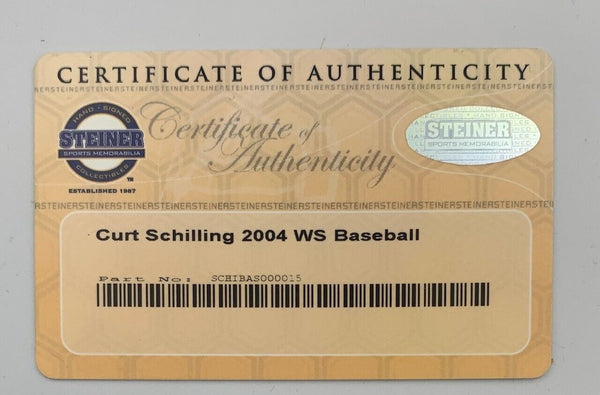 CERTIFICATE OF AUTHENTICITY
HAND · SIGNED
STEINER
SPORTS MEMORABILIA
COLLECTIBLES
TM
ESTABLISHED 1987
Certificate of
Authenticity
STEINER
SPORTS MEMORABILIA
Curt Schilling 2004 WS Baseball
Part No: SCHIBAS000015